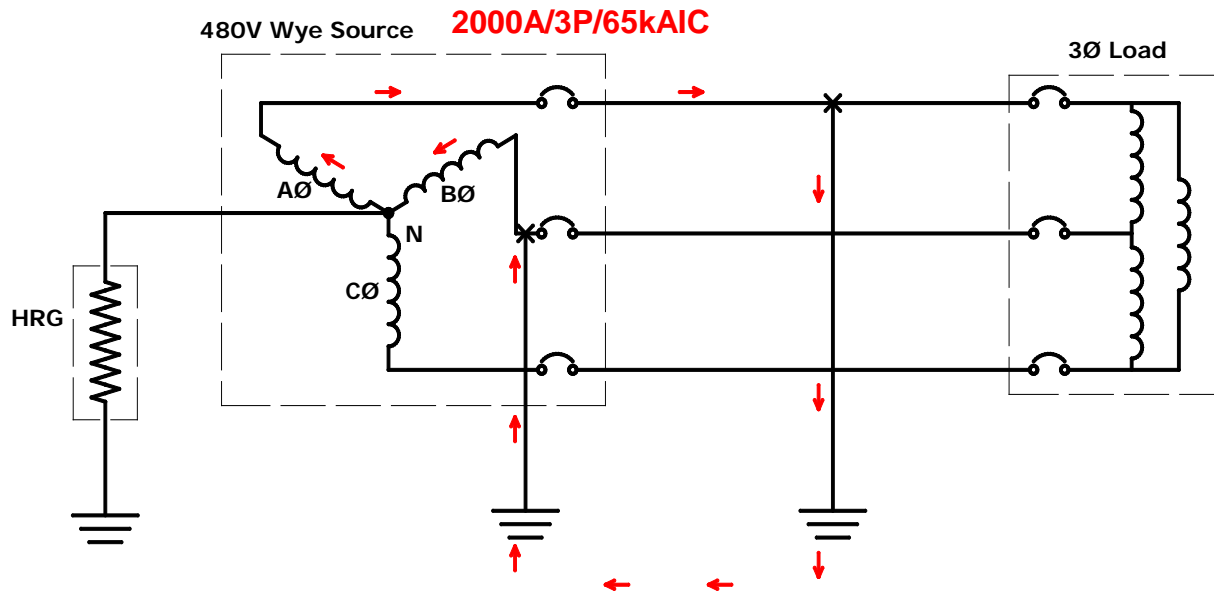 2000A/3P/65kAIC
480V Wye Source
3Ø Load
AØ
BØ
N
CØ
HRG